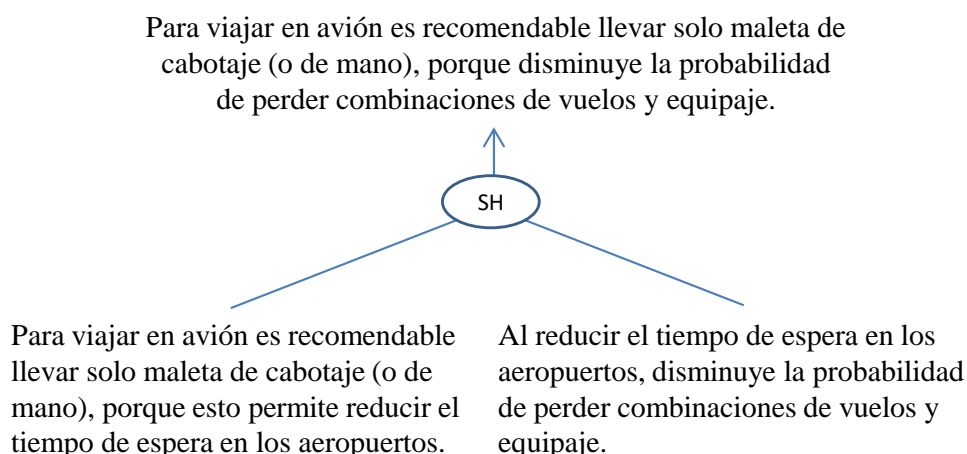 Para viajar en avión es recomendable llevar solo maleta de
cabotaje (o de mano), porque disminuye la probabilidad
de perder combinaciones de vuelos y equipaje.
SH
Para viajar en avión es recomendable
llevar solo maleta de cabotaje (o de
mano), porque esto permite reducir el
tiempo de espera en los aeropuertos.
Al reducir el tiempo de espera en los
aeropuertos, disminuye la probabilidad
de perder combinaciones de vuelos y
equipaje.